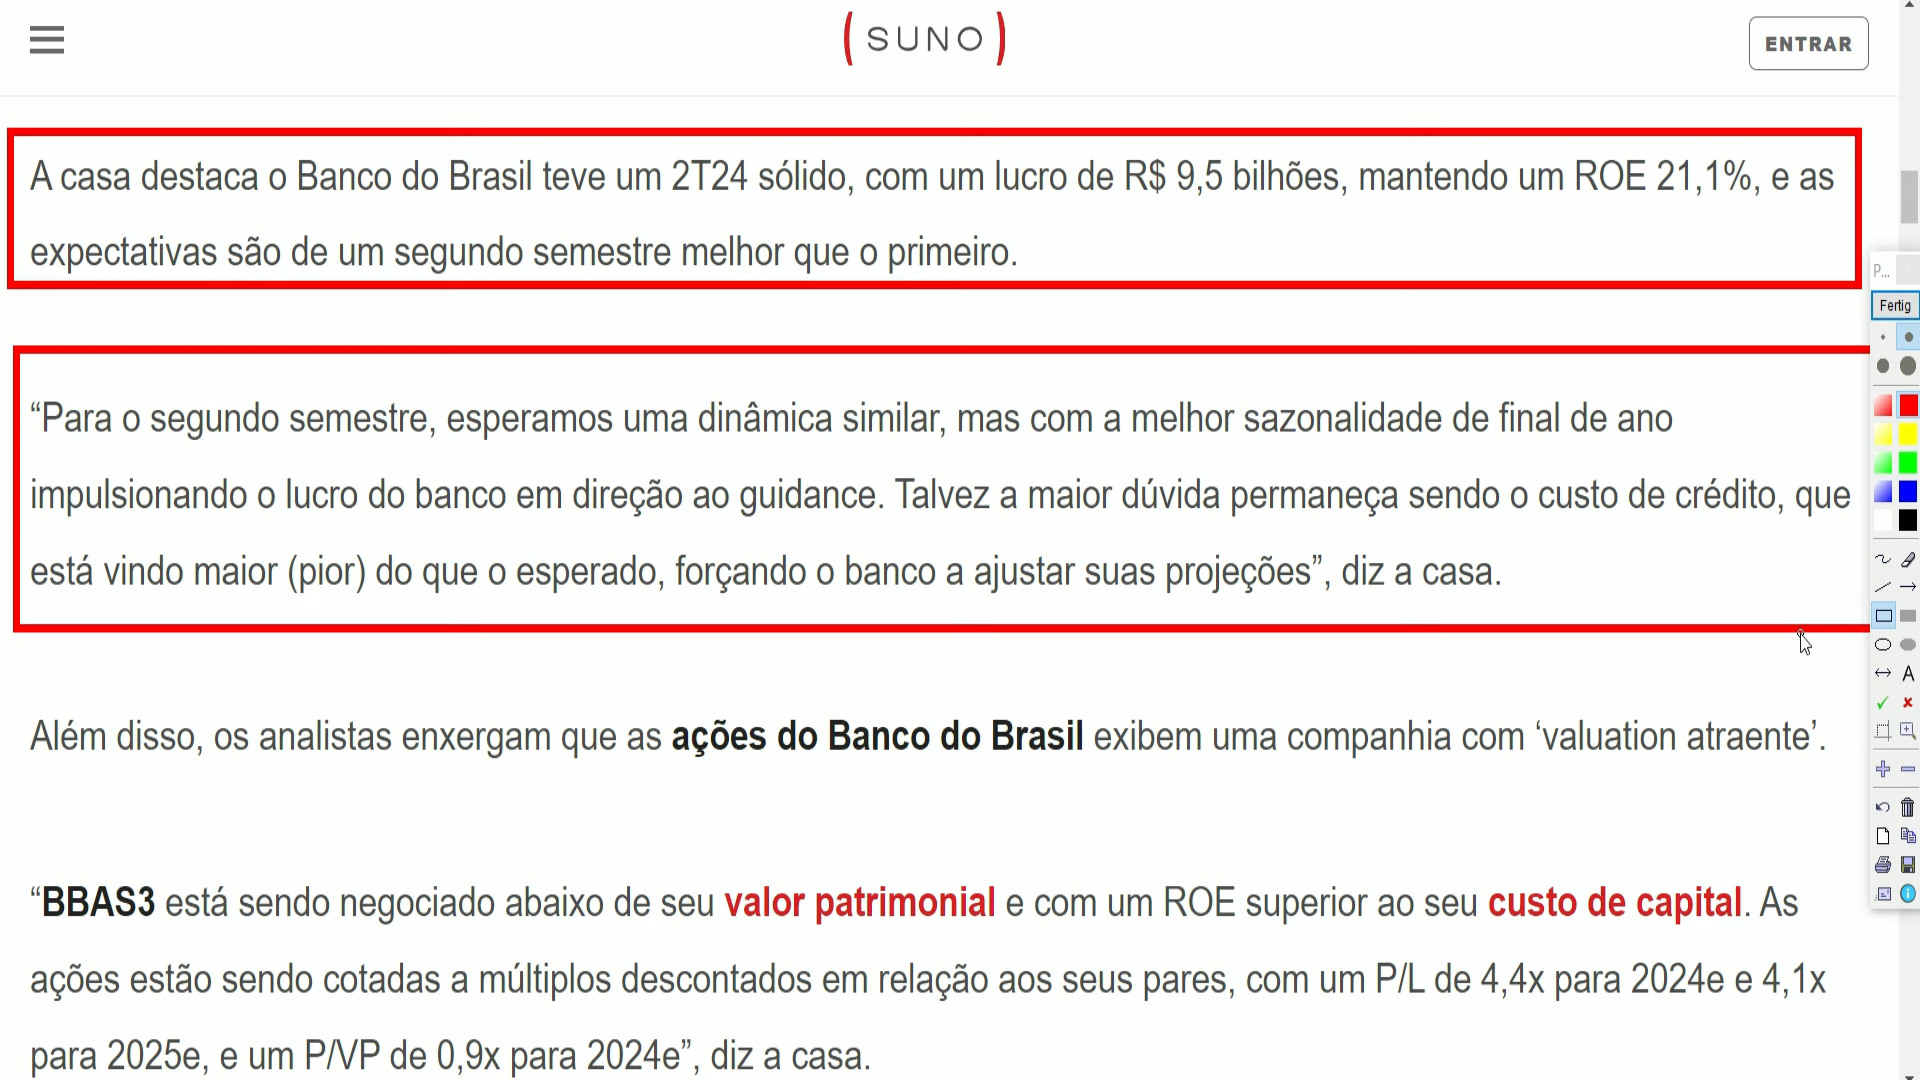 ( SUNO )
ENTRAR
A casa destaca o Banco do Brasil teve um 2T24 sólido, com um lucro de R$ 9,5 bilhões, mantendo um ROE 21,1%, e as
expectativas são de um segundo semestre melhor que o primeiro.
P...
Fertig
“Para o segundo semestre, esperamos uma dinâmica similar, mas com a melhor sazonalidade de final de ano
impulsionando o lucro do banco em direção ao guidance. Talvez a maior dúvida permaneça sendo o custo de crédito, que
está vindo maior (pior) do que o esperado, forçando o banco a ajustar suas projeções”, diz a casa.
A
Além disso, os analistas enxergam que as ações do Banco do Brasil exibem uma companhia com ‘valuation atraente’.
“BBAS3 está sendo negociado abaixo de seu valor patrimonial e com um ROE superior ao seu custo de capital. As
ações estão sendo cotadas a múltiplos descontados em relação aos seus pares, com um P/L de 4,4x para 2024e e 4,1x
para 2025e, e um P/VP de 0,9x para 2024e”, diz a casa.